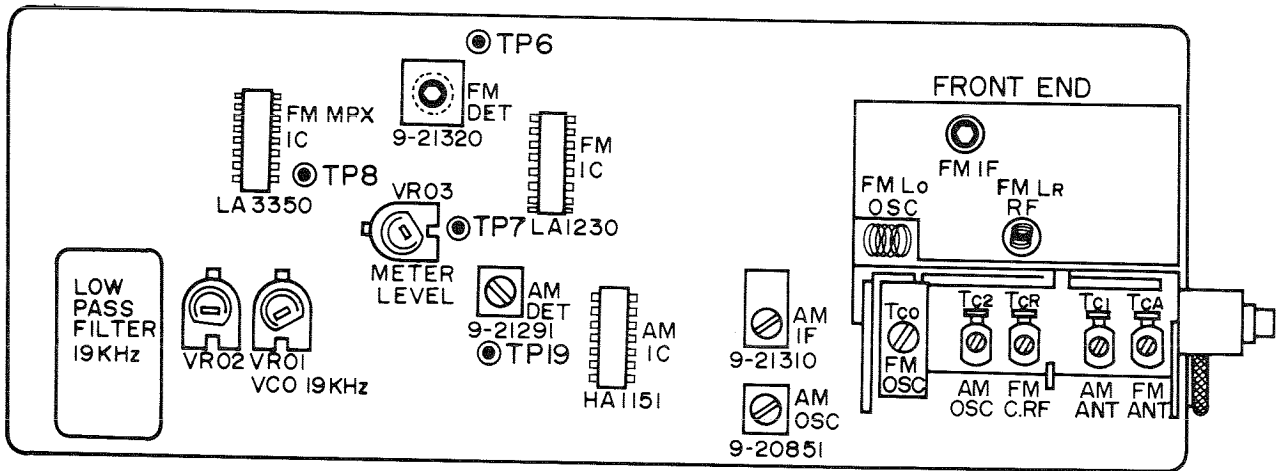 TP6
FM
DET
9-21320
FM MPX
IC
TP8
LA 3350
FM
IC
LA1230
VR03
TP7
METER
LEVEL
LOW
PASS
FILTER
19KHz
VR02
VR01
VCO 19KHz
AM
DET
9-21291
TP19
AM
IC
HA1151
AM
IF
9-21310
AM
OSC
9-20851
FRONT END
FM IF
FM Lo
OSC
FM LR
RF
Tco
FM
OSC
Tc2
AM
OSC
TcR
FM
C.RF
Tc1
AM
ANT
TcA
FM
ANT